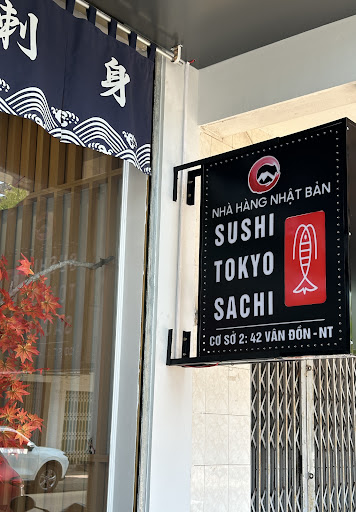 刺身
NHÀ HÀNG NHẬT BẢN
SUSHI
TOKYO
SACHI
CƠ SỞ 2: 42 VÂN ĐỒN - NT